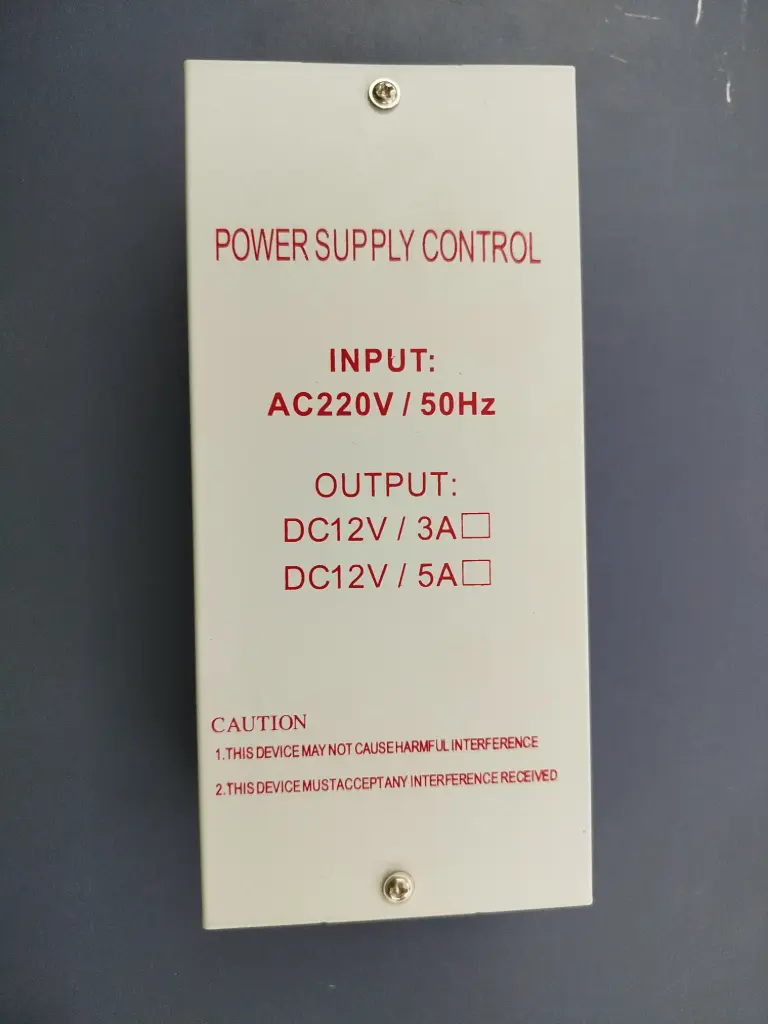 POWER SUPPLY CONTROL
INPUT:
AC220V / 50Hz
OUTPUT:
DC12V / 3A□
DC12V / 5A□
CAUTION
1.THIS DEVICE MAY NOT CAUSE HARMFUL INTERFERENCE
2.THIS DEVICE MUSTACCEPTANY INTERFERENCE RECEIVED